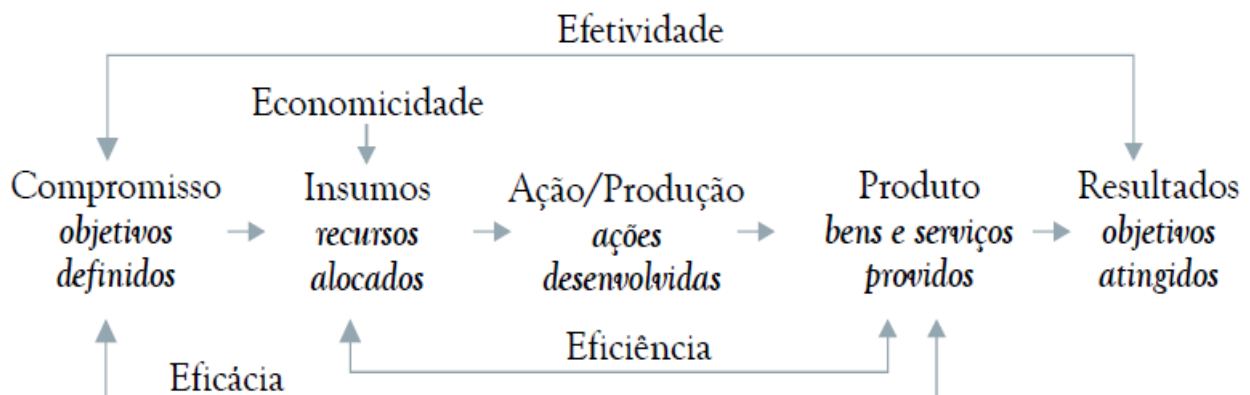 Efetividade
Economicidade
Compromisso
objetivos
definidos
Insumos
recursos
alocados
Ação/Produção
ações
desenvolvidas
Produto
bens e serviços
providos
Resultados
objetivos
atingidos
Eficiência
Eficácia